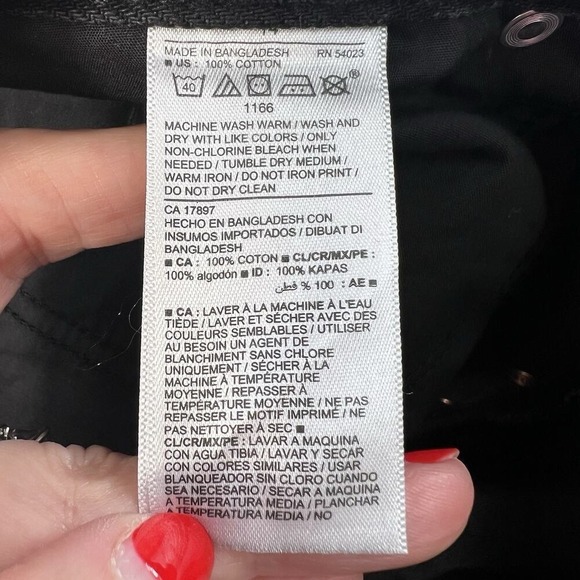 MADE IN BANGLADESH RN 54023
■ US : 100% COTTON
40 ®
1166
MACHINE WASH WARM / WASH AND
DRY WITH LIKE COLORS / ONLY
NON-CHLORINE BLEACH WHEN
NEEDED / TUMBLE DRY MEDIUM /
WARM IRON / DO NOT IRON PRINT /
DO NOT DRY CLEAN
CA 17897
HECHO EN BANGLADESH CON
INSUMOS IMPORTADOS / DIBUAT DI
BANGLADESH
■ CA : 100% COTON ■ CL/CR/MX/PE :
100% algodón ■ ID : 100% KAPAS
■ AE : 100 % قطن
■ CA : LAVER À LA MACHINE À L'EAU
TIÈDE / LAVER ET SÉCHER AVEC DES
COULEURS SEMBLABLES / UTILISER
AU BESOIN UN AGENT DE
BLANCHIMENT SANS CHLORE
UNIQUEMENT / SÉCHER À LA
MACHINE À TEMPÉRATURE
MOYENNE / REPASSER À
TEMPÉRATURE MOYENNE / NE PAS
REPASSER LE MOTIF IMPRIMÉ / NE
PAS NETTOYER À SEC ■
CL/CR/MX/PE : LAVAR A MAQUINA
CON AGUA TIBIA / LAVAR Y SECAR
CON COLORES SIMILARES / USAR
BLANQUEADOR SIN CLORO CUANDO
SEA NECESARIO / SECAR A MAQUINA
A TEMPERATURA MEDIA / PLANCHAR
A TEMPERATURA MEDIA / NO